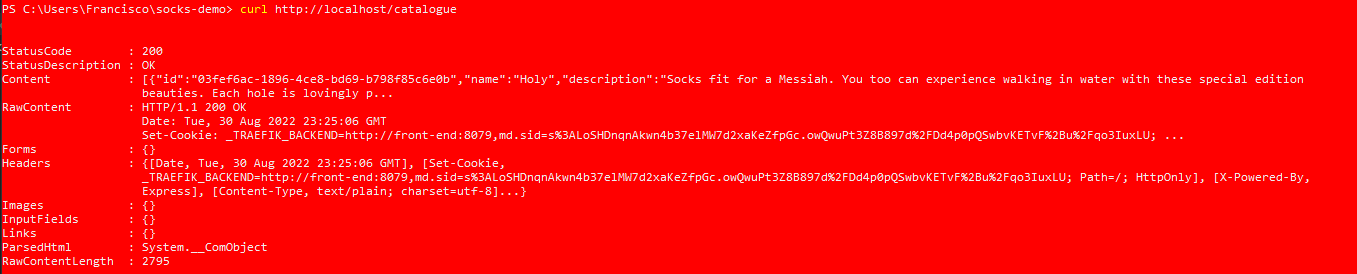 PS C:\Users\Francisco\socks-demo> curl http://localhost/catalogue
StatusCode : 200
StatusDescription : OK
Content : [{"id":"03fef6ac-1896-4ce8-bd69-b798f85c6e0b","name":"Holy","description":"Socks fit for a Messiah. You too can experience walking in water with these special edition
beauties. Each hole is lovingly p...
RawContent : HTTP/1.1 200 OK
Date: Tue, 30 Aug 2022 23:25:06 GMT
Set-Cookie: _TRAEFIK_BACKEND=http://front-end:8079,md.sid=s%3ALoSHDnqnAkwn4b37elMW7d2xaKeZfpGc.owQwuPt3Z8B897d%2FDd4p0pQSwbvKETvF%2Bu%2Fqo3IuxLU; ...
Forms : {}
Headers : {[Date, Tue, 30 Aug 2022 23:25:06 GMT], [Set-Cookie,
_TRAEFIK_BACKEND=http://front-end:8079,md.sid=s%3ALoSHDnqnAkwn4b37elMW7d2xaKeZfpGc.owQwuPt3Z8B897d%2FDd4p0pQSwbvKETvF%2Bu%2Fqo3IuxLU; Path=/; HttpOnly], [X-Powered-By,
Express], [Content-Type, text/plain; charset=utf-8]...}
Images : {}
InputFields : {}
Links : {}
ParsedHtml : System.__ComObject
RawContentLength : 2795